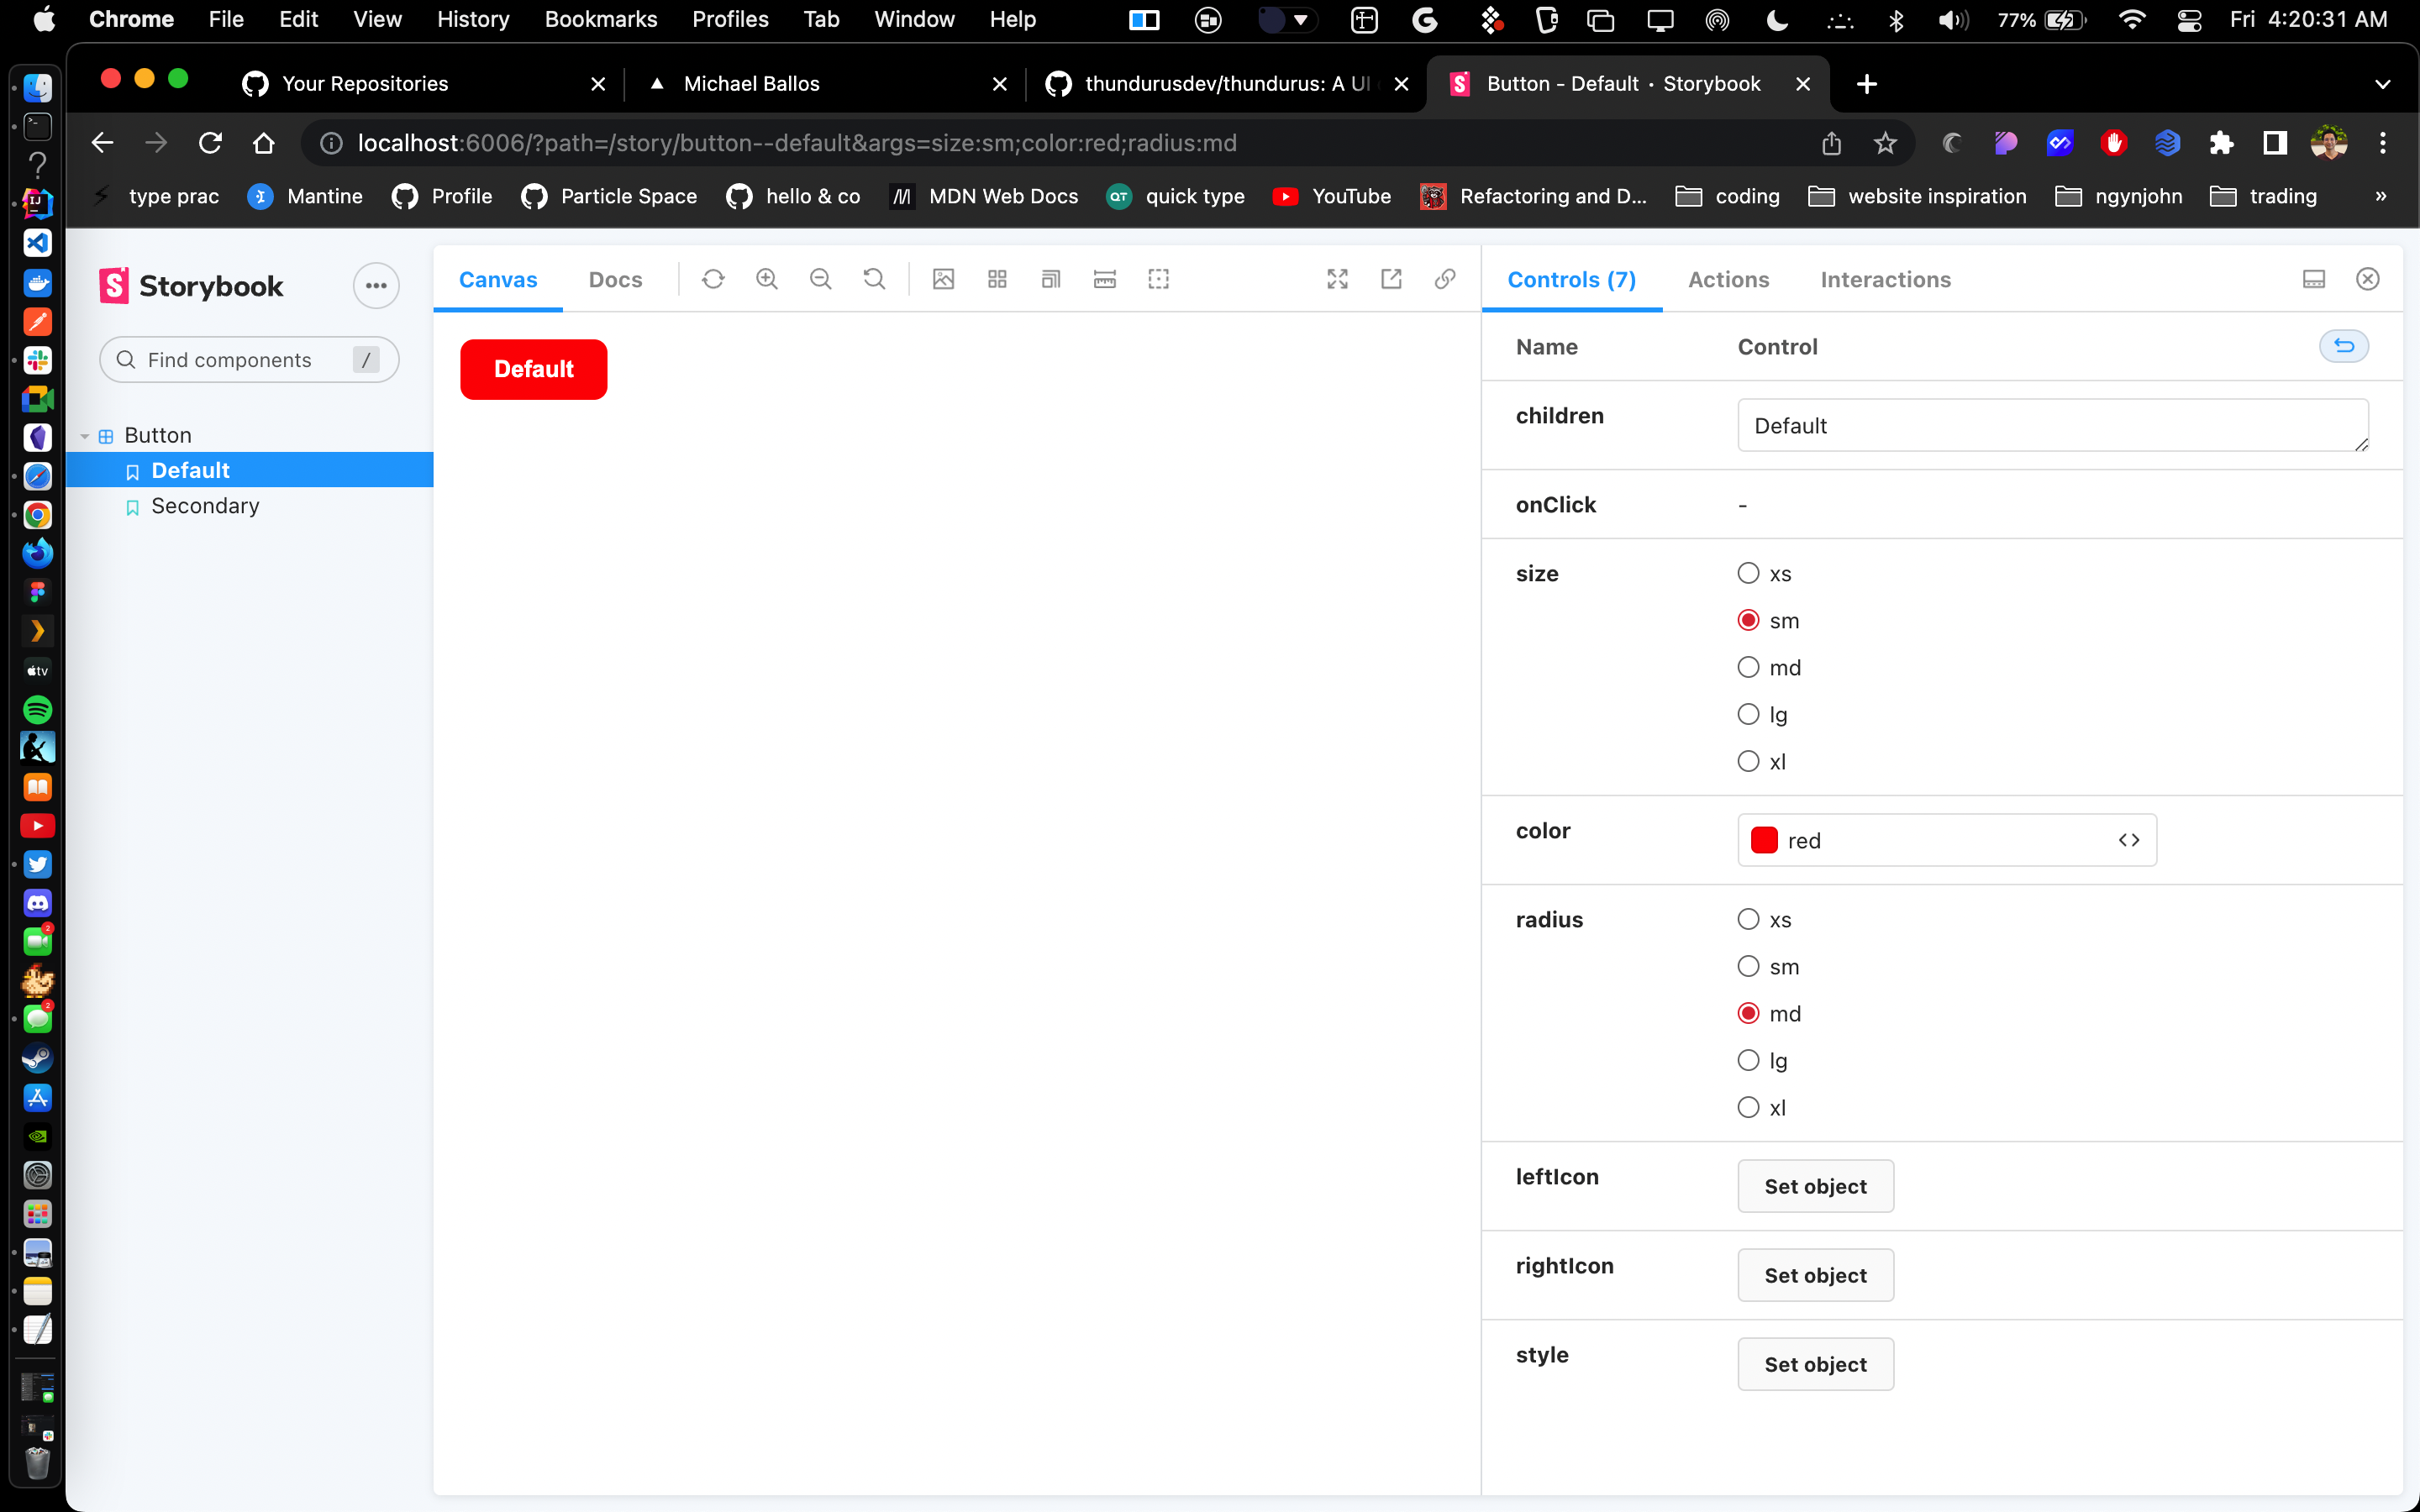 Chrome File Edit View History Bookmarks Profiles Tab Window Help 77% Fri 4:20:31 AM
Your Repositories
Michael Ballos
thundurusdev/thundurus: A UI
Button - Default · Storybook
localhost:6006/?path=/story/button--default&args=size:sm;color:red;radius:md
type prac Mantine Profile Particle Space hello & co MDN Web Docs QT quick type YouTube Refactoring and D... coding website inspiration ngynjohn trading »
Storybook
Find components /
Button
Default
Secondary
Canvas Docs
Default
Controls (7) Actions Interactions
Name Control
children Default
onClick -
size xs
sm
md
lg
xl
color red
radius xs
sm
md
lg
xl
leftIcon Set object
rightIcon Set object
style Set object
tv
2
2